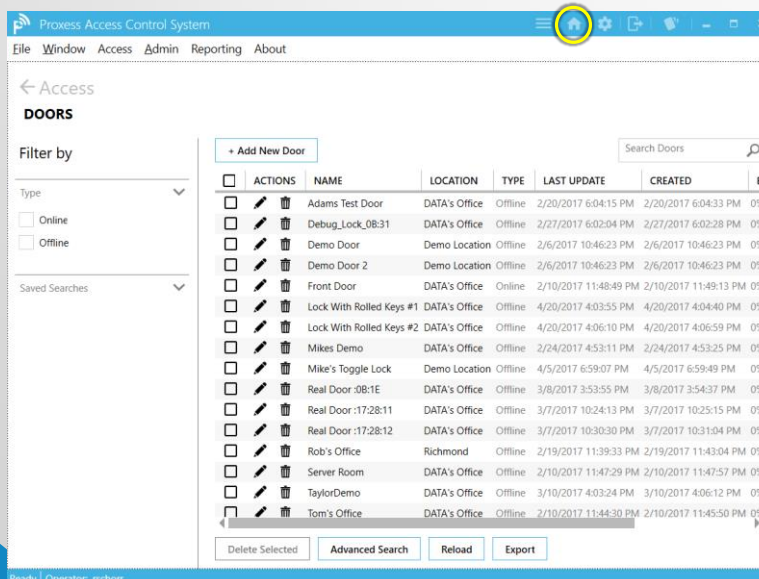 Proxess Access Control System
File Window Access Admin Reporting About
Access
DOORS
Filter by
+ Add New Door
Search Doors
Type
Online
Offline
Saved Searches
ACTIONS NAME LOCATION TYPE LAST UPDATE CREATED
Adams Test Door DATA's Office Offline 2/20/2017 6:04:15 PM 2/20/2017 6:04:33 PM
Debug_Lock_0B:31 DATA's Office Offline 2/27/2017 6:02:04 PM 2/27/2017 6:02:28 PM
Demo Door Demo Location Offline 2/6/2017 10:46:23 PM 2/6/2017 10:46:23 PM
Demo Door 2 Demo Location Offline 2/6/2017 10:46:23 PM 2/6/2017 10:46:23 PM
Front Door DATA's Office Online 2/10/2017 11:48:49 PM 2/10/2017 11:49:13 PM
Lock With Rolled Keys #1 DATA's Office Offline 4/20/2017 4:03:55 PM 4/20/2017 4:04:40 PM
Lock With Rolled Keys #2 DATA's Office Offline 4/20/2017 4:06:10 PM 4/20/2017 4:06:59 PM
Mikes Demo DATA's Office Offline 2/24/2017 4:53:11 PM 2/24/2017 4:53:25 PM
Mike's Toggle Lock Demo Location Offline 4/5/2017 6:59:07 PM 4/5/2017 6:59:49 PM
Real Door :0B:1E DATA's Office Offline 3/8/2017 3:53:55 PM 3/8/2017 3:54:37 PM
Real Door :17:28:11 DATA's Office Offline 3/7/2017 10:24:13 PM 3/7/2017 10:25:15 PM
Real Door :17:28:12 DATA's Office Offline 3/7/2017 10:30:30 PM 3/7/2017 10:31:04 PM
Rob's Office Richmond Offline 2/19/2017 11:39:33 PM 2/19/2017 11:43:04 PM
Server Room DATA's Office Offline 2/10/2017 11:47:29 PM 2/10/2017 11:47:57 PM
TaylorDemo DATA's Office Offline 3/10/2017 4:03:24 PM 3/10/2017 4:06:12 PM
Tom's Office DATA's Office Offline 2/10/2017 11:44:30 PM 2/10/2017 11:45:50 PM
Delete Selected Advanced Search Reload Export
Ready Operator: